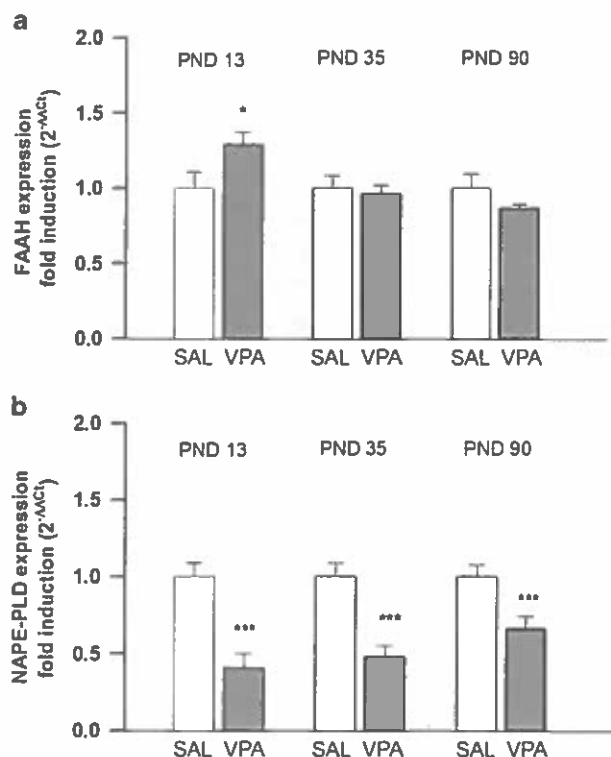 a
FAAH expression
fold induction (2^-ΛΛCt)
2.0
1.5
1.0
0.5
0.0
PND 13 PND 35 PND 90
*
SAL VPA SAL VPA SAL VPA
b
NAPE-PLD expression
fold induction (2^-ΛΛCt)
2.0
1.5
1.0
0.5
0.0
PND 13 PND 35 PND 90
*** *** ***
SAL VPA SAL VPA SAL VPA